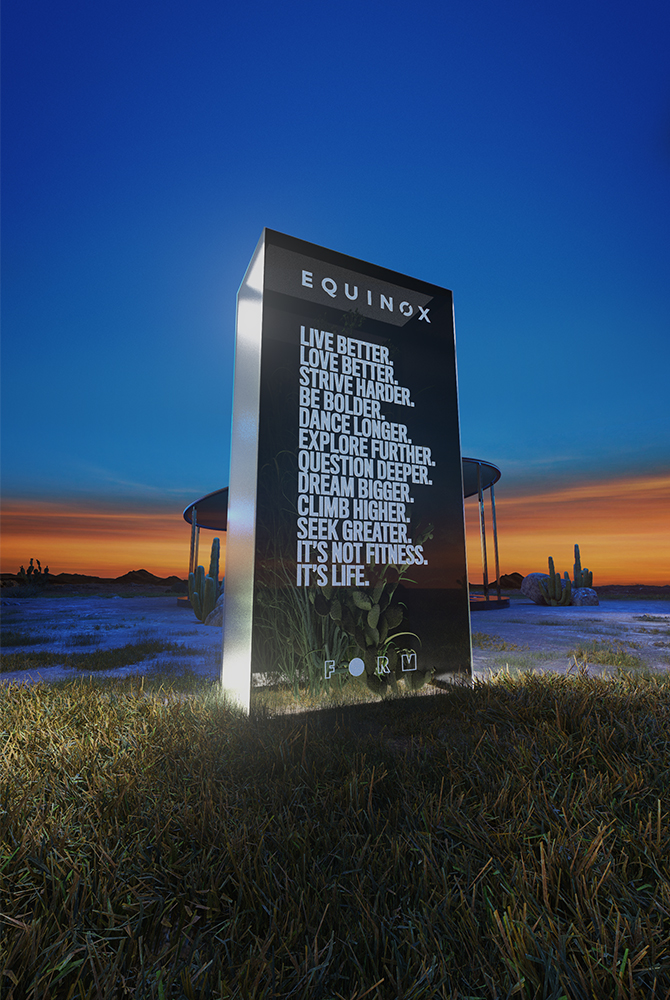 EQUINOX
LIVE BETTER.
LOVE BETTER.
STRIVE HARDER.
BE BOLDER.
DANCE LONGER.
EXPLORE FURTHER.
QUESTION DEEPER.
DREAM BIGGER.
CLIMB HIGHER.
SEEK GREATER.
IT'S NOT FITNESS.
IT'S LIFE.
FORM